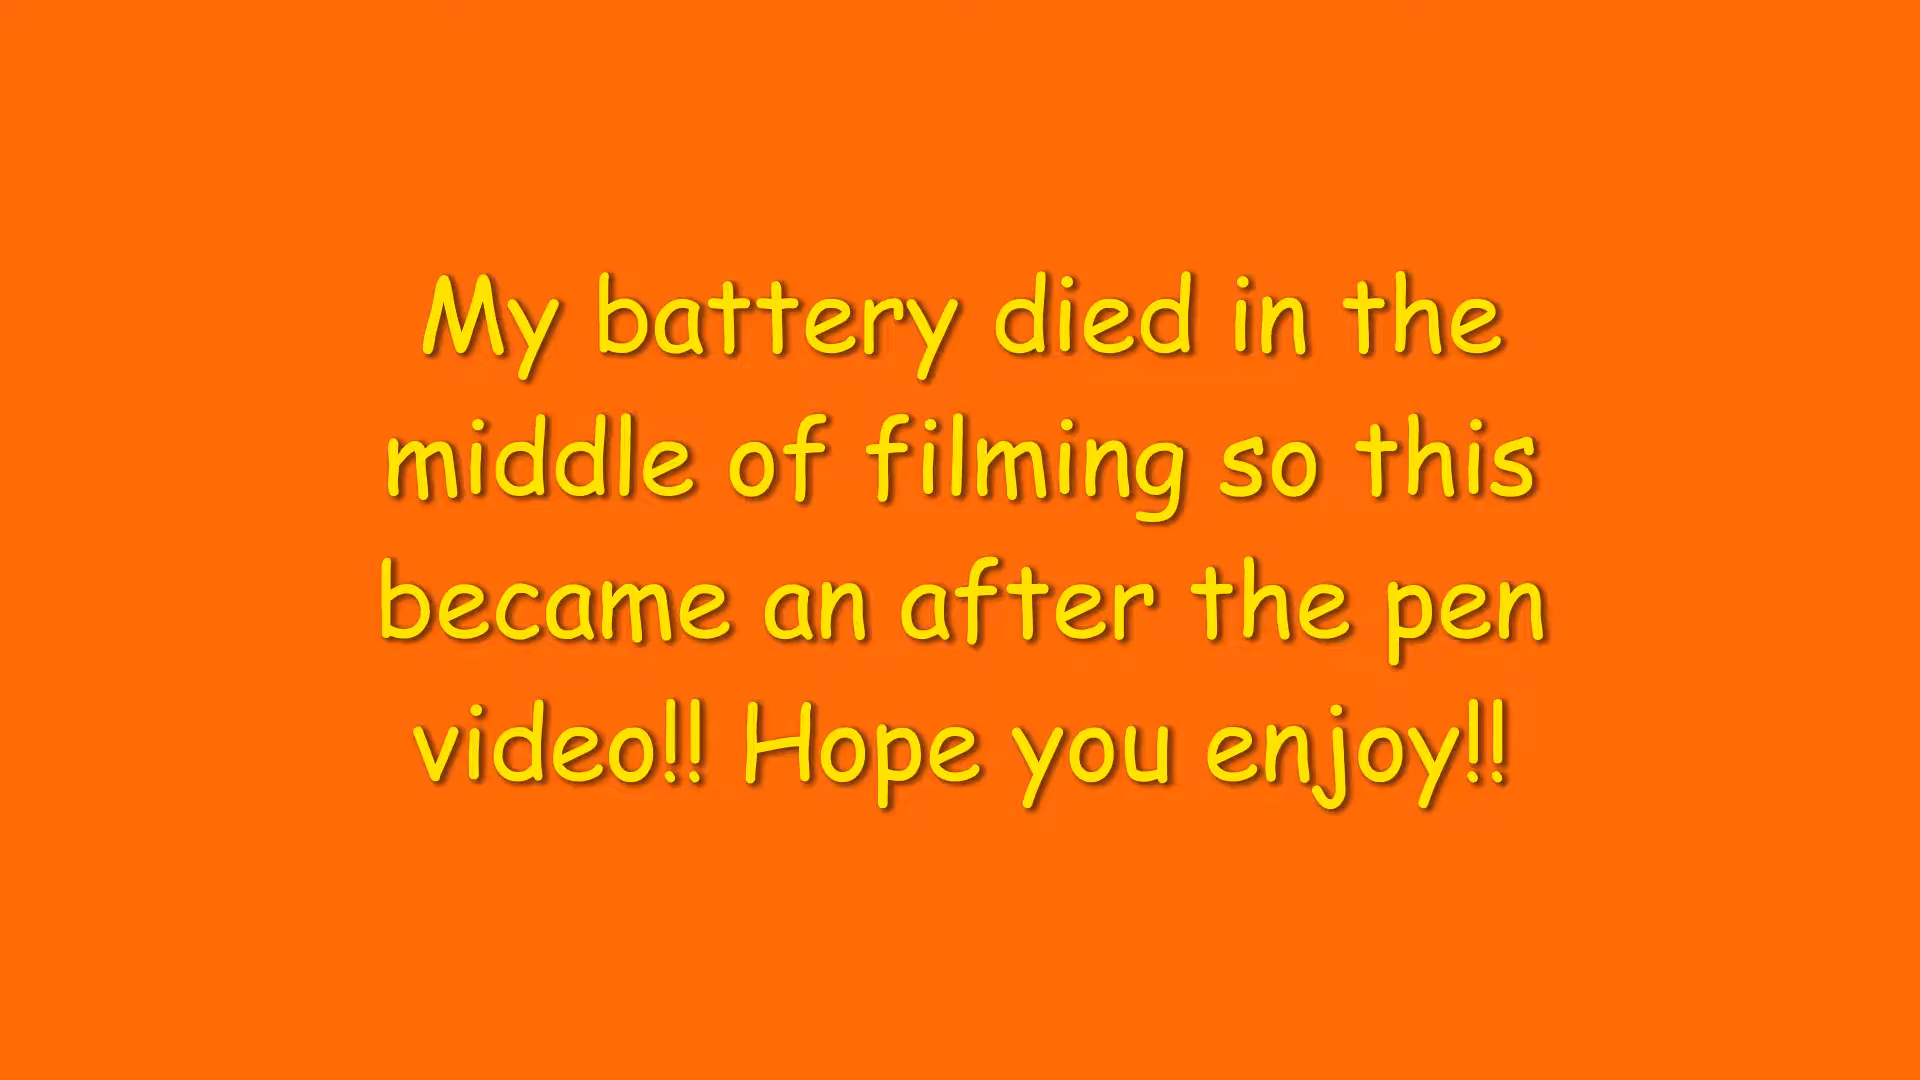 My battery died in the
middle of filming so this
became an after the pen
video!! Hope you enjoy!!